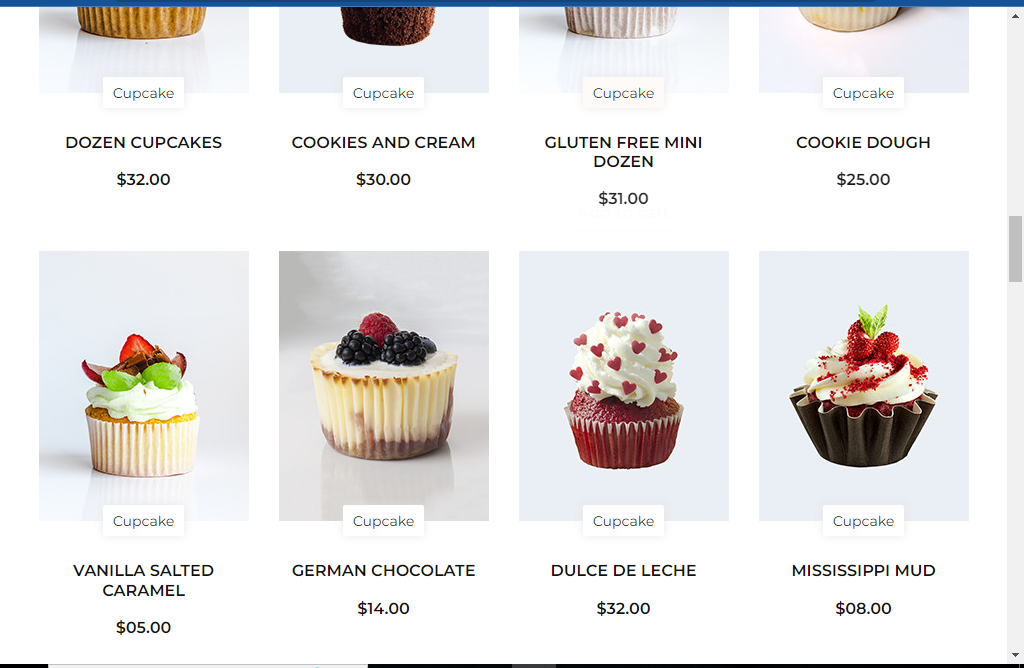 Cupcake
DOZEN CUPCAKES
$32.00
Cupcake
COOKIES AND CREAM
$30.00
Cupcake
GLUTEN FREE MINI
DOZEN
$31.00
Cupcake
COOKIE DOUGH
$25.00
Cupcake
VANILLA SALTED
CARAMEL
$05.00
Cupcake
GERMAN CHOCOLATE
$14.00
Cupcake
DULCE DE LECHE
$32.00
Cupcake
MISSISSIPPI MUD
$08.00